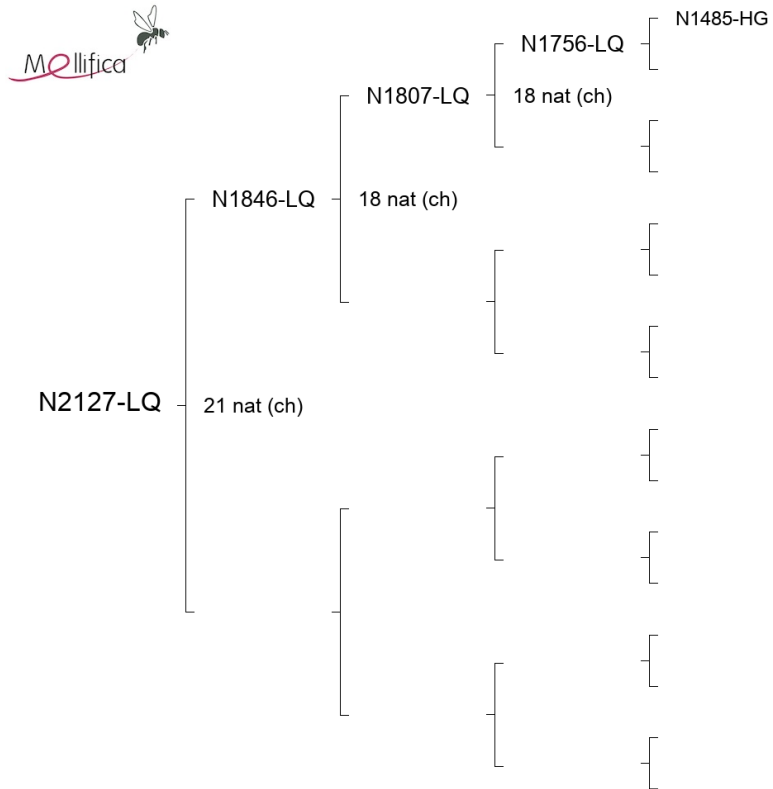 Mellifica
N1485-HG
N1756-LQ
N1807-LQ
18 nat (ch)
N1846-LQ
18 nat (ch)
N2127-LQ
21 nat (ch)